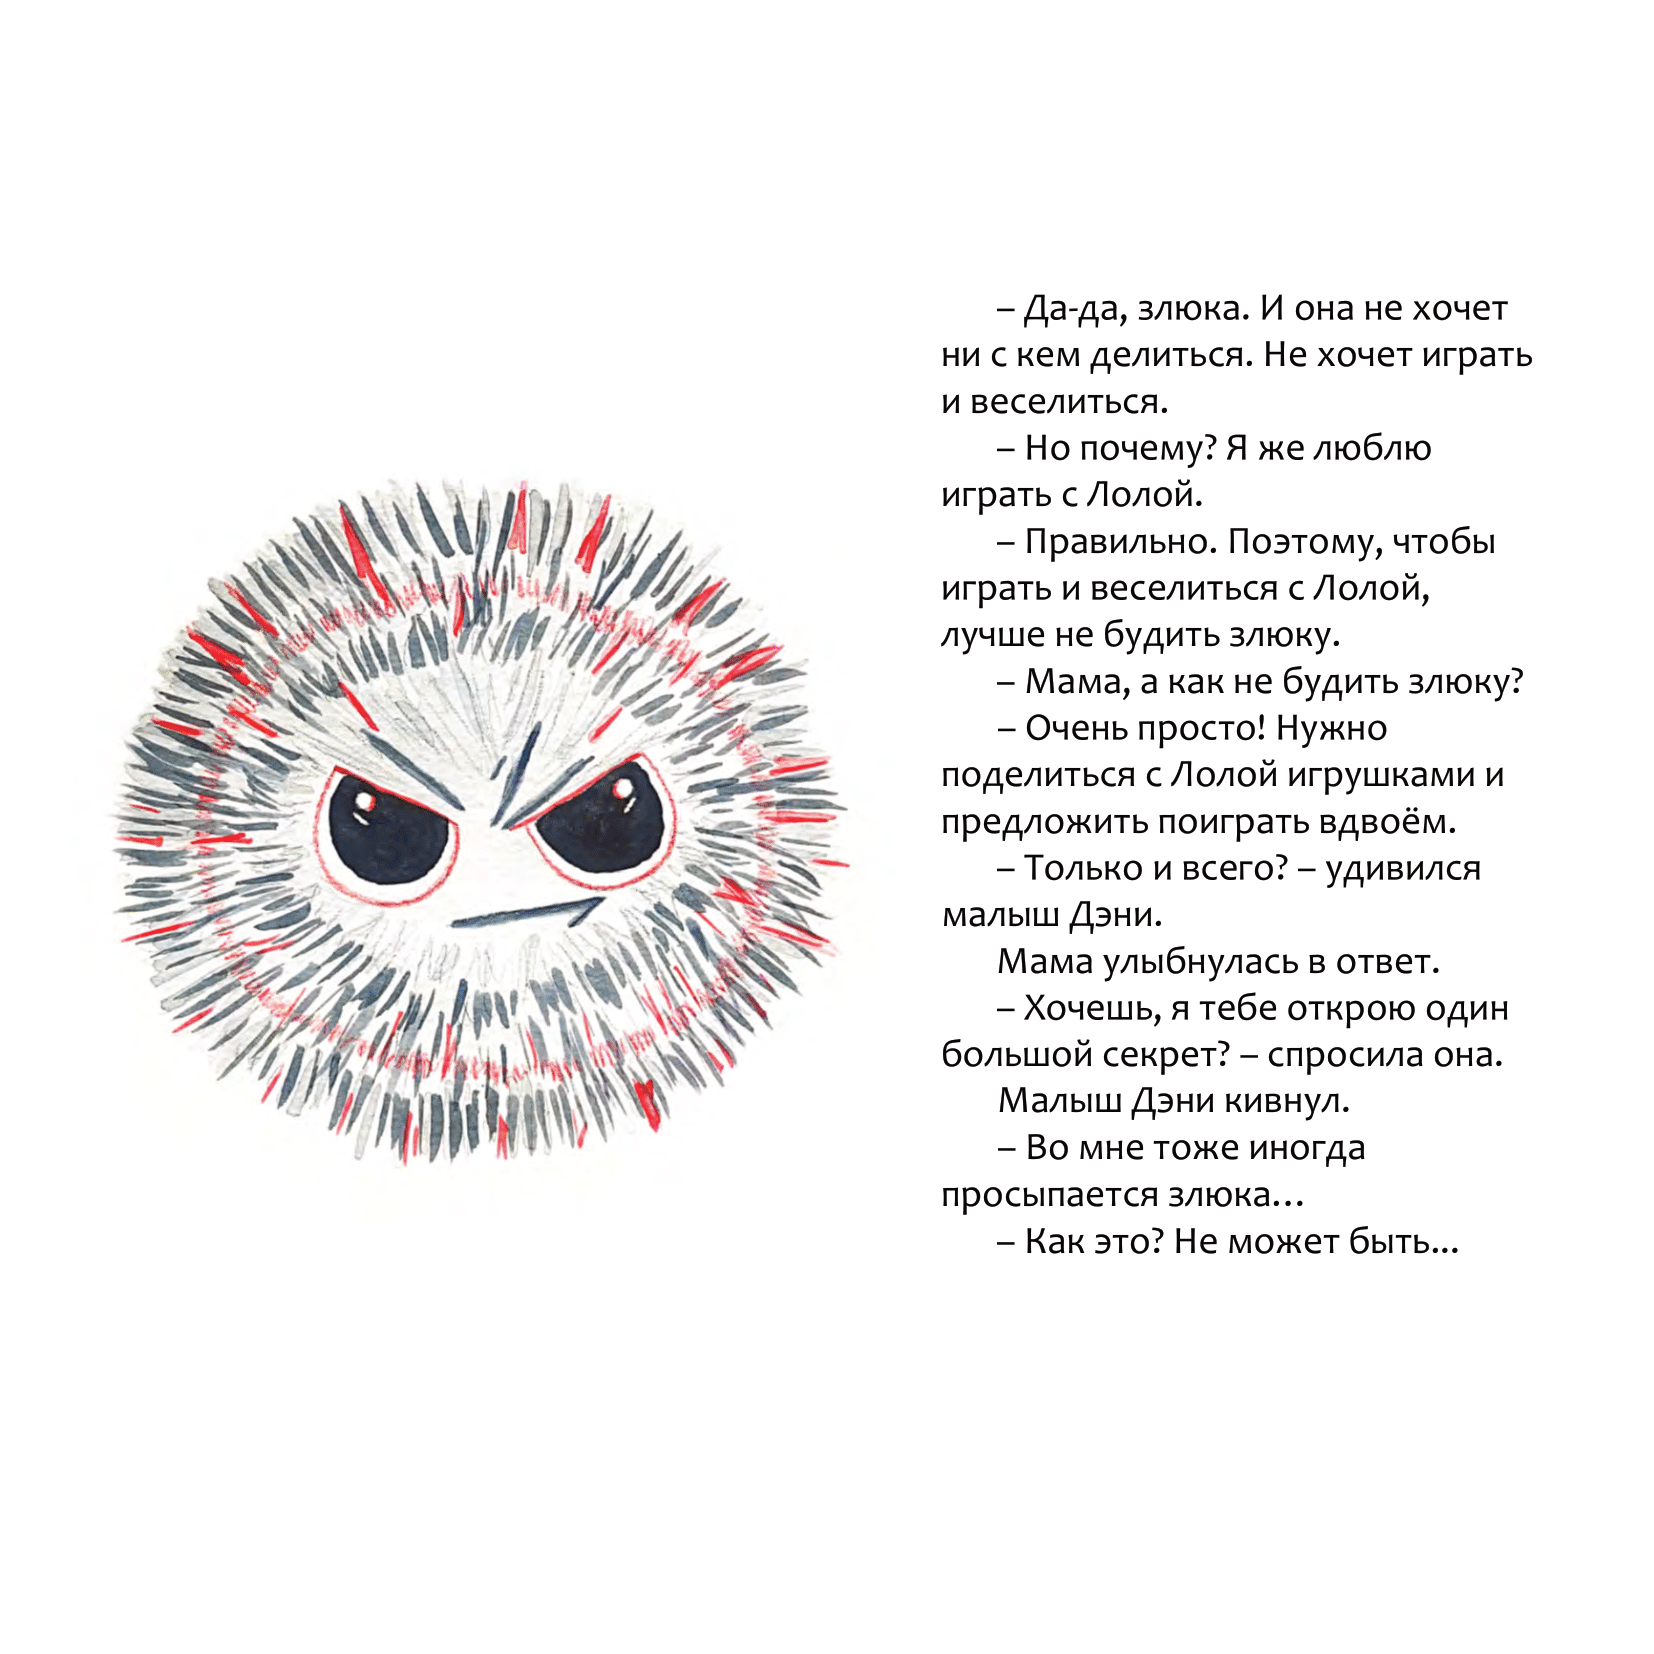 – Да-да, злюка. И она не хочет
ни с кем делиться. Не хочет играть
и веселиться.
– Но почему? Я же люблю
играть с Лолой.
– Правильно. Поэтому, чтобы
играть и веселиться с Лолой,
лучше не будить злюку.
– Мама, а как не будить злюку?
– Очень просто! Нужно
поделиться с Лолой игрушками и
предложить поиграть вдвоём.
– Только и всего? – удивился
малыш Дэни.
Мама улыбнулась в ответ.
– Хочешь, я тебе открою один
большой секрет? – спросила она.
Малыш Дэни кивнул.
– Во мне тоже иногда
просыпается злюка…
– Как это? Не может быть...